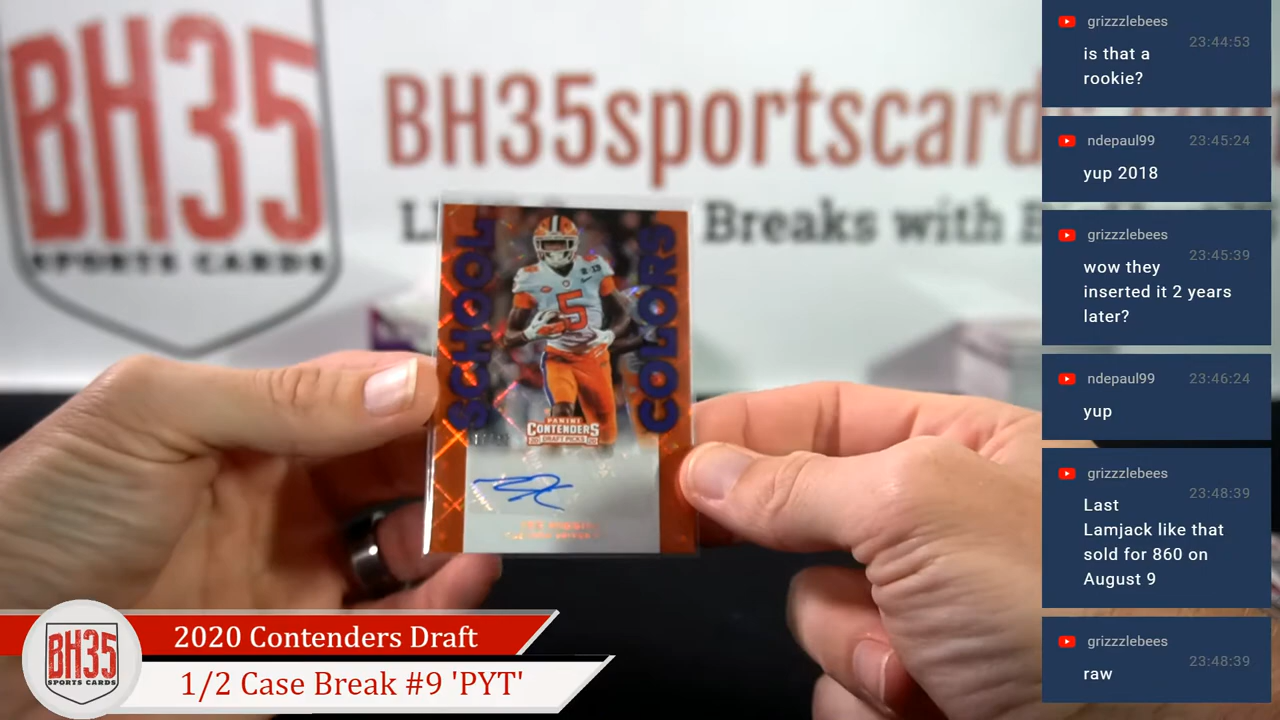 BH35
SPORTS CARDS
BH35sportscard
Breaks with
SCHOOL
COLORS
5
PANINI
CONTENDERS
DRAFT PICKS
BH35
SPORTS CARDS
2020 Contenders Draft
1/2 Case Break #9 'PYT'
grizzzlebees
23:44:53
is that a
rookie?
ndepaul99
23:45:24
yup 2018
grizzzlebees
23:45:39
wow they
inserted it 2 years
later?
ndepaul99
23:46:24
yup
grizzzlebees
23:48:39
Last
Lamjack like that
sold for 860 on
August 9
grizzzlebees
23:48:39
raw